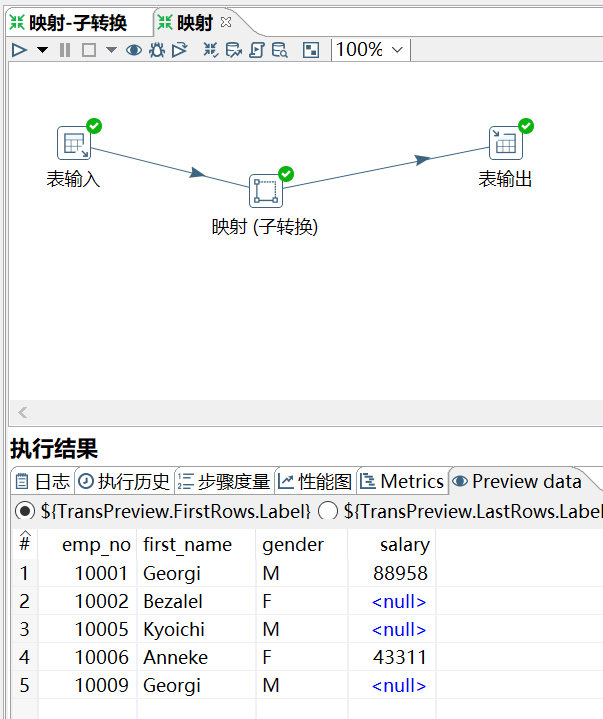 映射-子转换 映射
100%
表输入
映射 (子转换)
表输出
执行结果
日志 执行历史 步骤度量 性能图 Metrics Preview data
${TransPreview.FirstRows.Label} ${TransPreview.LastRows.Label
# emp_no first_name gender salary
1 10001 Georgi M 88958
2 10002 Bezalel F <null>
3 10005 Kyoichi M <null>
4 10006 Anneke F 43311
5 10009 Georgi M <null>